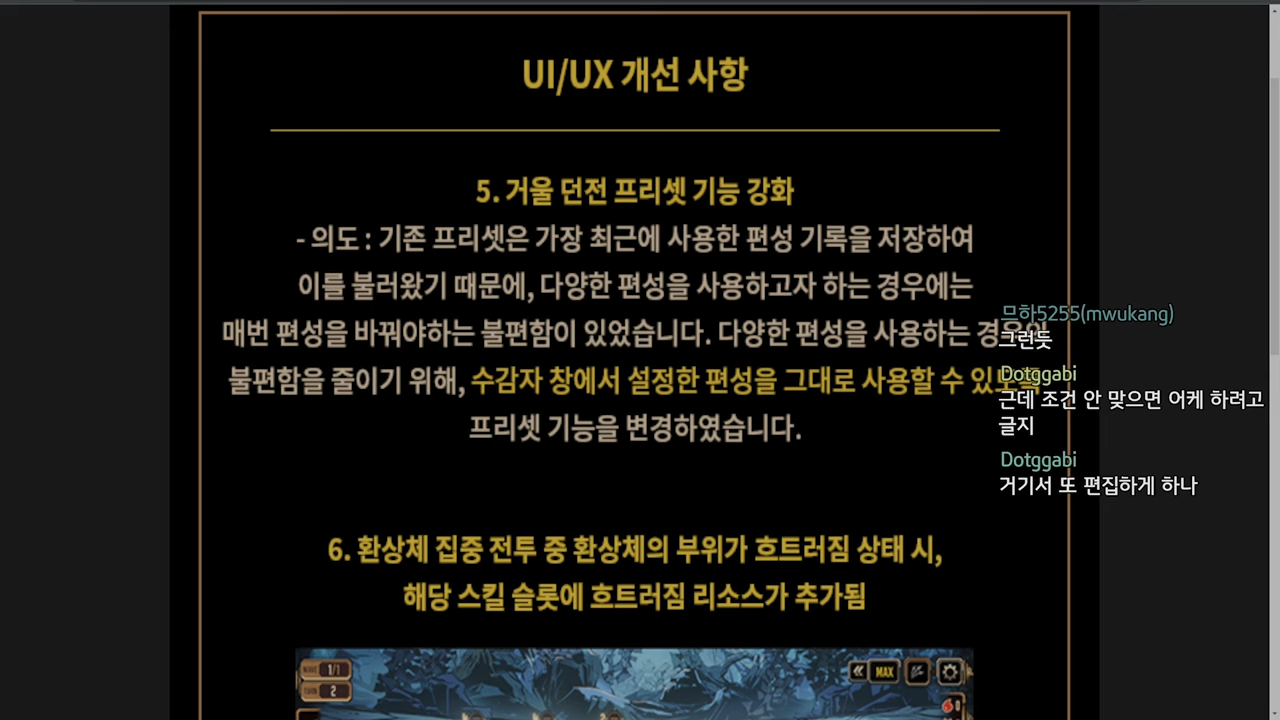 UI/UX 개선 사항
5. 거울 던전 프리셋 기능 강화
- 의도 : 기존 프리셋은 가장 최근에 사용한 편성 기록을 저장하여
이를 불러왔기 때문에, 다양한 편성을 사용하고자 하는 경우에는
매번 편성을 바꿔야하는 불편함이 있었습니다. 다양한 편성을 사용하는
불편함을 줄이기 위해, 수감자 창에서 설정한 편성을 그대로 사용할 수
프리셋 기능을 변경하였습니다.
6. 환상체 집중 전투 중 환상체의 부위가 흐트러짐 상태 시,
해당 스킬 슬롯에 흐트러짐 리소스가 추가됨
WAVE 1/1
TURN 2
MAX
므하5255(mwukang)
그런듯
Dotggabi
근데 조건 안 맞으면 어케 하려고
글지
Dotggabi
거기서 또 편집하게 하나